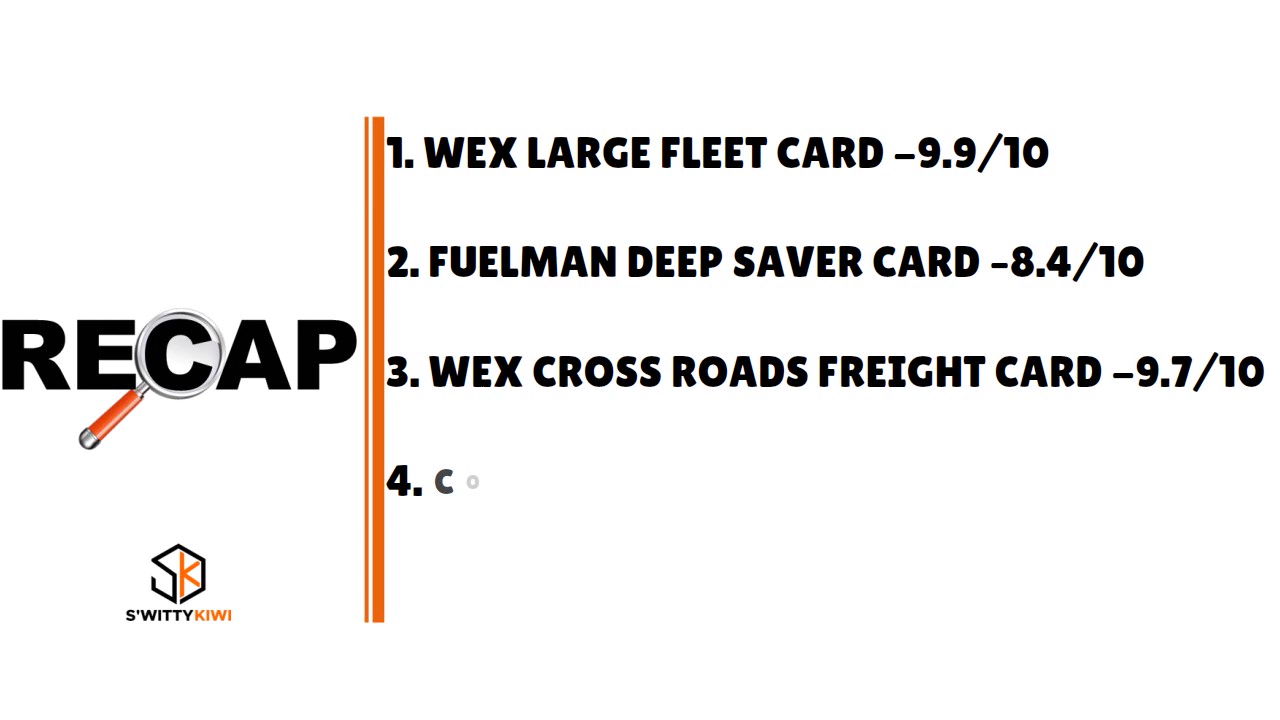 RECAP
S'WITTYKIWI
1. WEX LARGE FLEET CARD –9.9/10
2. FUELMAN DEEP SAVER CARD –8.4/10
3. WEX CROSS ROADS FREIGHT CARD –9.7/10
4. C O